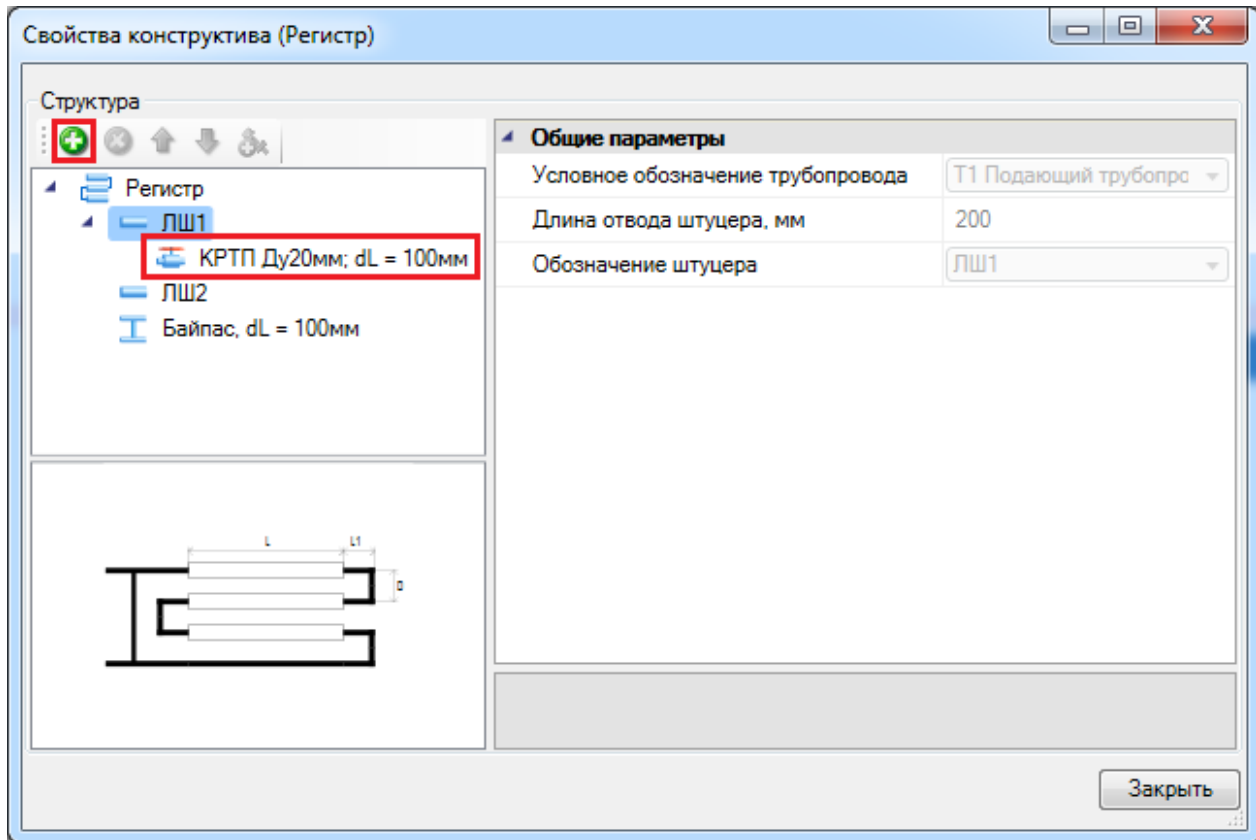 Свойства конструктива (Регистр)
Структура
Регистр
ЛШ1
КРТП Ду20мм; dL = 100мм
ЛШ2
Байпас, dL = 100мм
Общие параметры
Условное обозначение трубопровода Т1 Подающий трубопрс
Длина отвода штуцера, мм 200
Обозначение штуцера ЛШ1
L L1
D
Закрыть